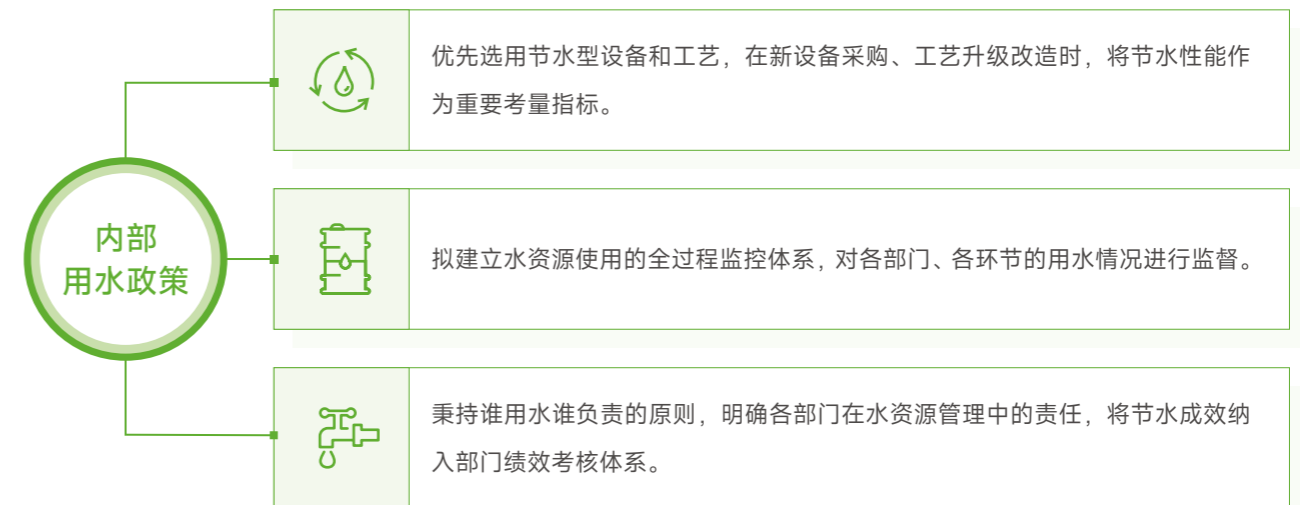 优先选用节水型设备和工艺，在新设备采购、工艺升级改造时，将节水性能作
为重要考量指标。
内部
用水政策
拟建立水资源使用的全过程监控体系，对各部门、各环节的用水情况进行监督。
秉持谁用水谁负责的原则，明确各部门在水资源管理中的责任，将节水成效纳
入部门绩效考核体系。